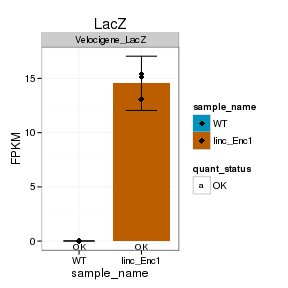 LacZ
Velocigene_LacZ
FPKM
15
10
5
0
OK OK
WT linc_Enc1
sample_name
sample_name
WT
linc_Enc1
quant_status
a OK